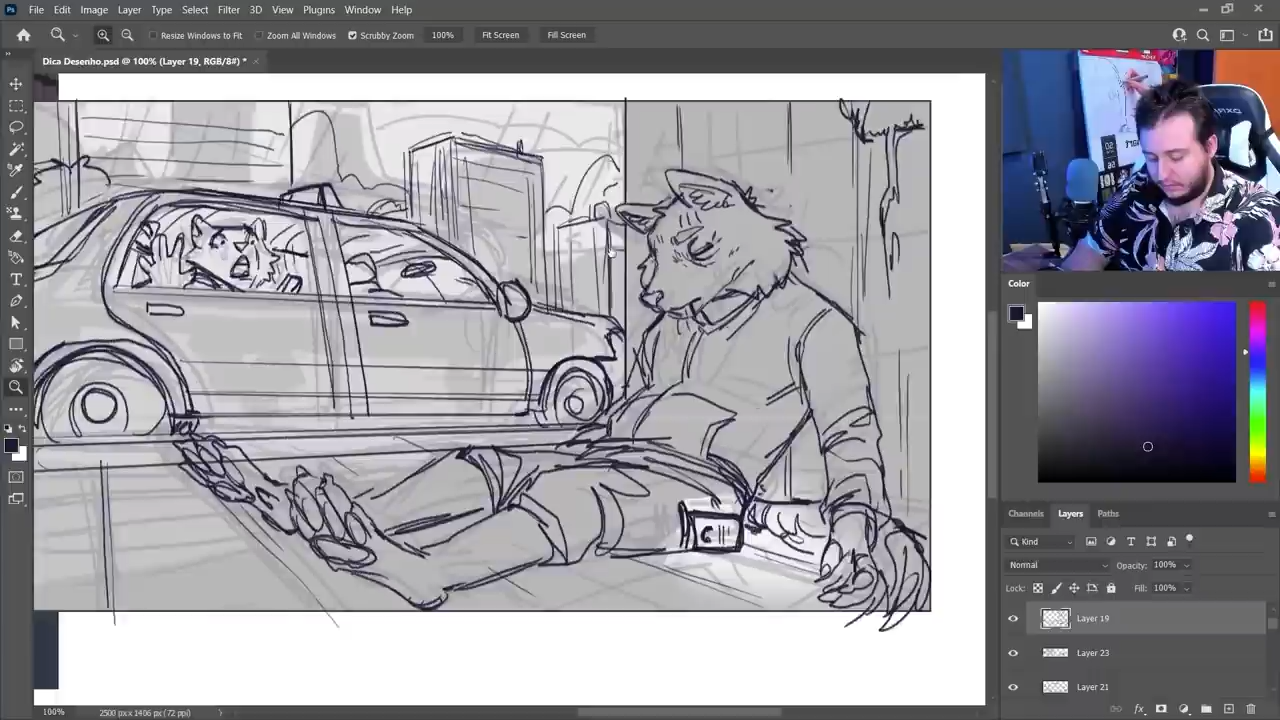 File Edit Image Layer Type Select Filter 3D View Plugins Window Help
Resize Windows to Fit Zoom All Windows Scrubby Zoom 100% Fit Screen Fill Screen
Dica Desenho.psd @ 100% (Layer 19, RGB/8#) *
Color
Channels Layers Paths
Kind
Normal Opacity: 100%
Lock: Fill: 100%
Layer 19
Layer 23
Layer 21
100% 2500 px x 1406 px (72 ppi)